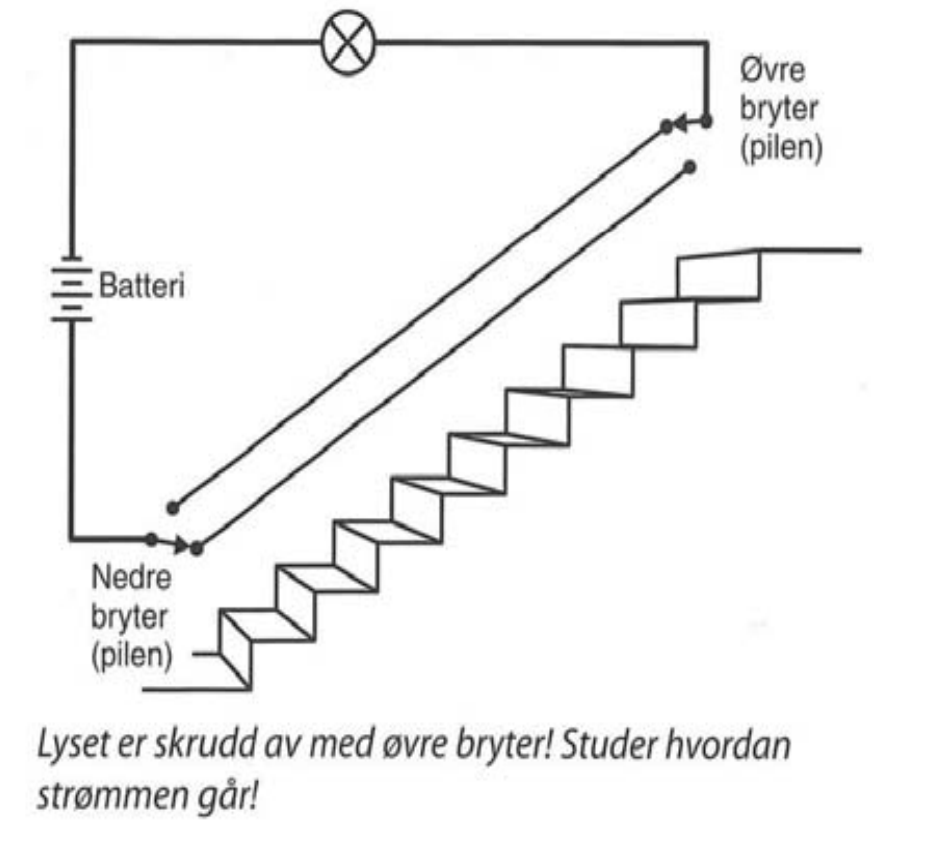 Øvre
bryter
(pilen)
Batteri
Nedre
bryter
(pilen)
Lyset er skrudd av med øvre bryter! Studer hvordan
strømmen går!